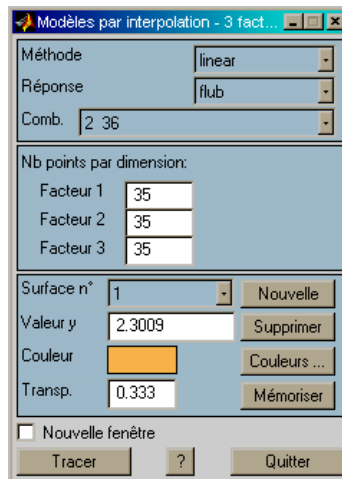 Modèles par interpolation - 3 fact...
Méthode linear
Réponse flub
Comb. 2 36
Nb points par dimension:
Facteur 1 35
Facteur 2 35
Facteur 3 35
Surface n° 1 Nouvelle
Valeur y 2.3009 Supprimer
Couleur Couleurs ...
Transp. 0.333 Mémoriser
Nouvelle fenêtre
Tracer ? Quitter